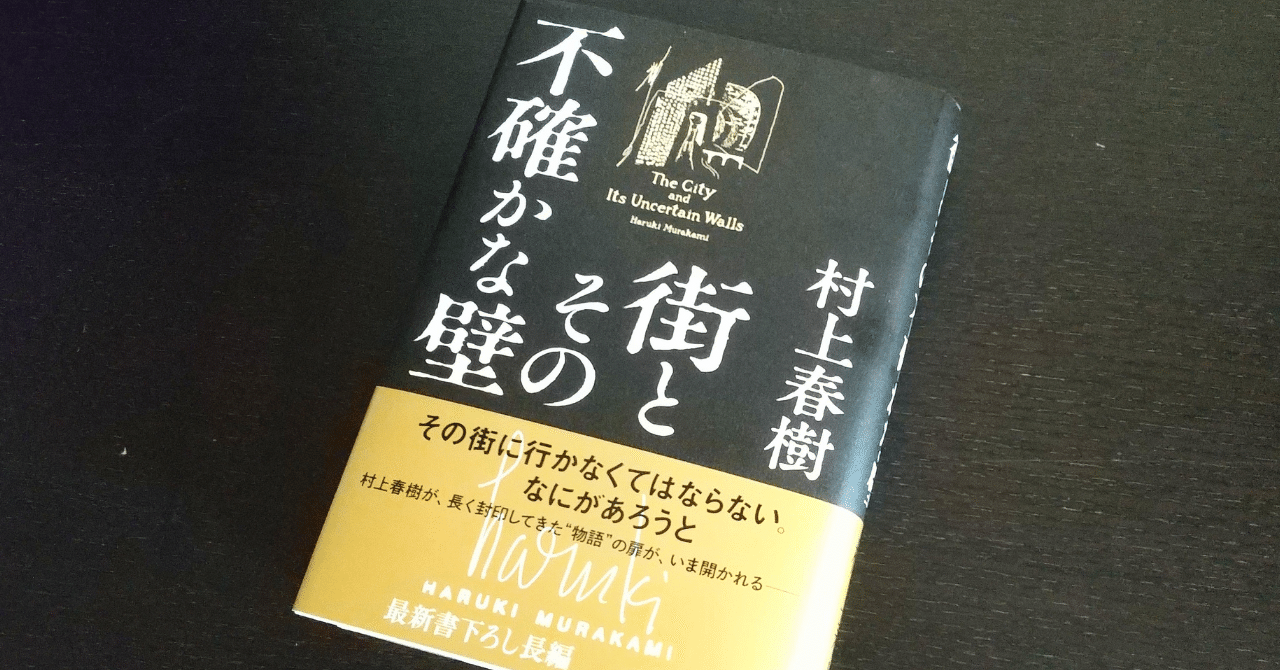 村上春樹
街と
その
不確かな壁
The City
and
Its Uncertain Walls
Haruki Murakami
その街に行かなくてはならない。
なにがあろうと
村上春樹が、長く封印してきた“物語”の扉が、いま開かれる——
Haruki
HARUKI MURAKAMI
最新書下ろし長編